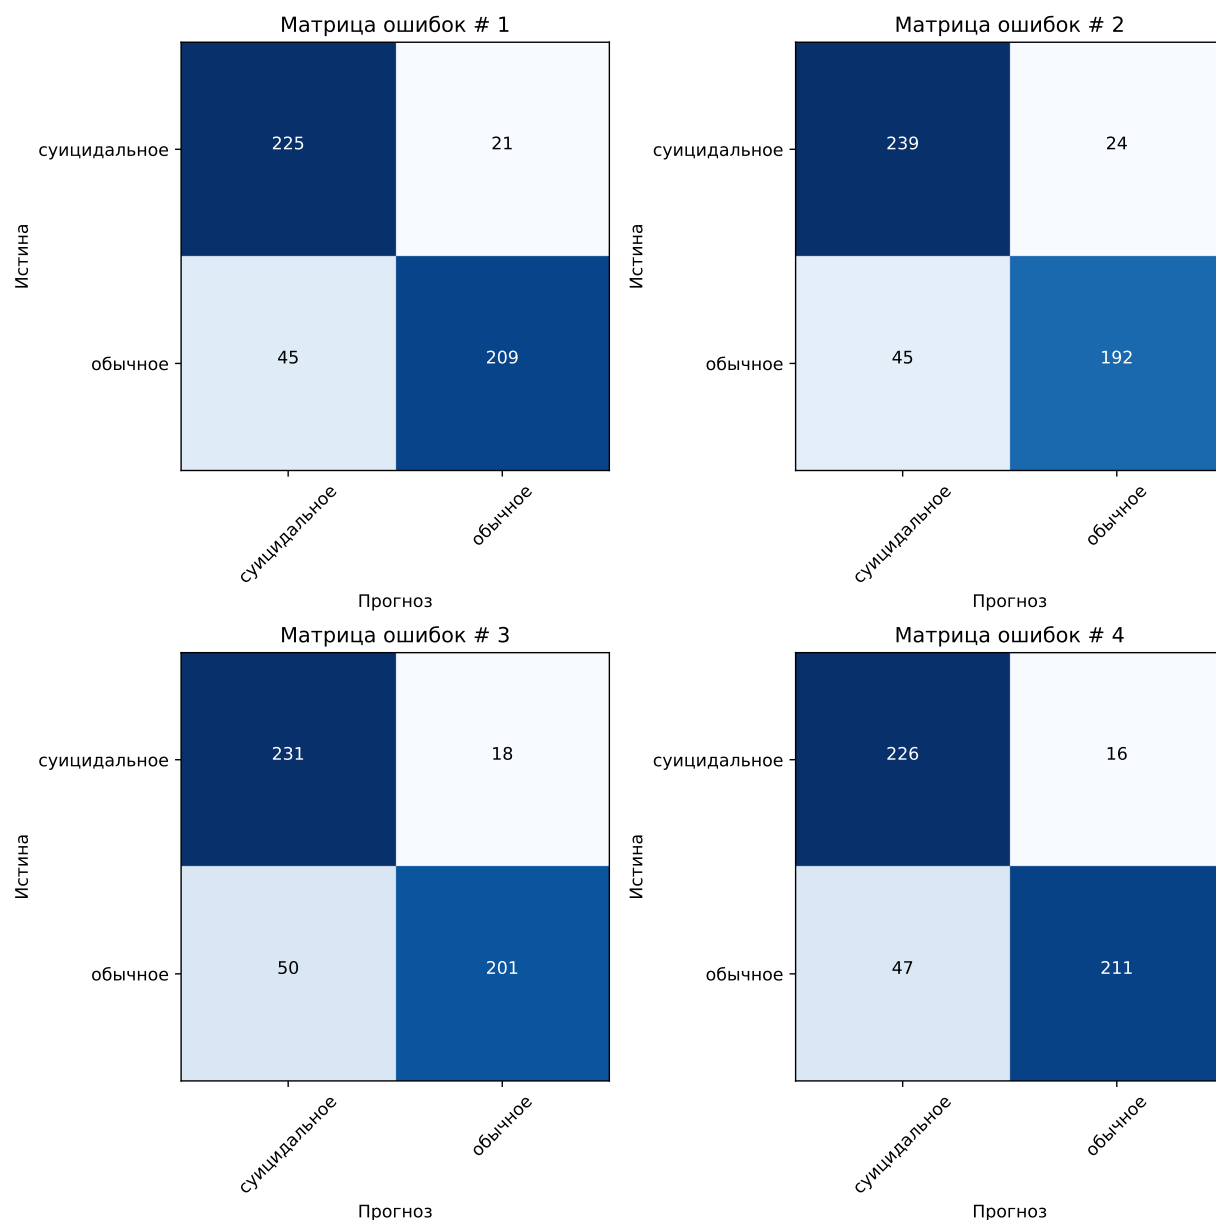 Матрица ошибок # 1
суицидальное
225
21
обычное
45
209
Истина
суицидальное
обычное
Прогноз
Матрица ошибок # 2
суицидальное
239
24
обычное
45
192
Истина
суицидальное
обычное
Прогноз
Матрица ошибок # 3
суицидальное
231
18
обычное
50
201
Истина
суицидальное
обычное
Прогноз
Матрица ошибок # 4
суицидальное
226
16
обычное
47
211
Истина
суицидальное
обычное
Прогноз